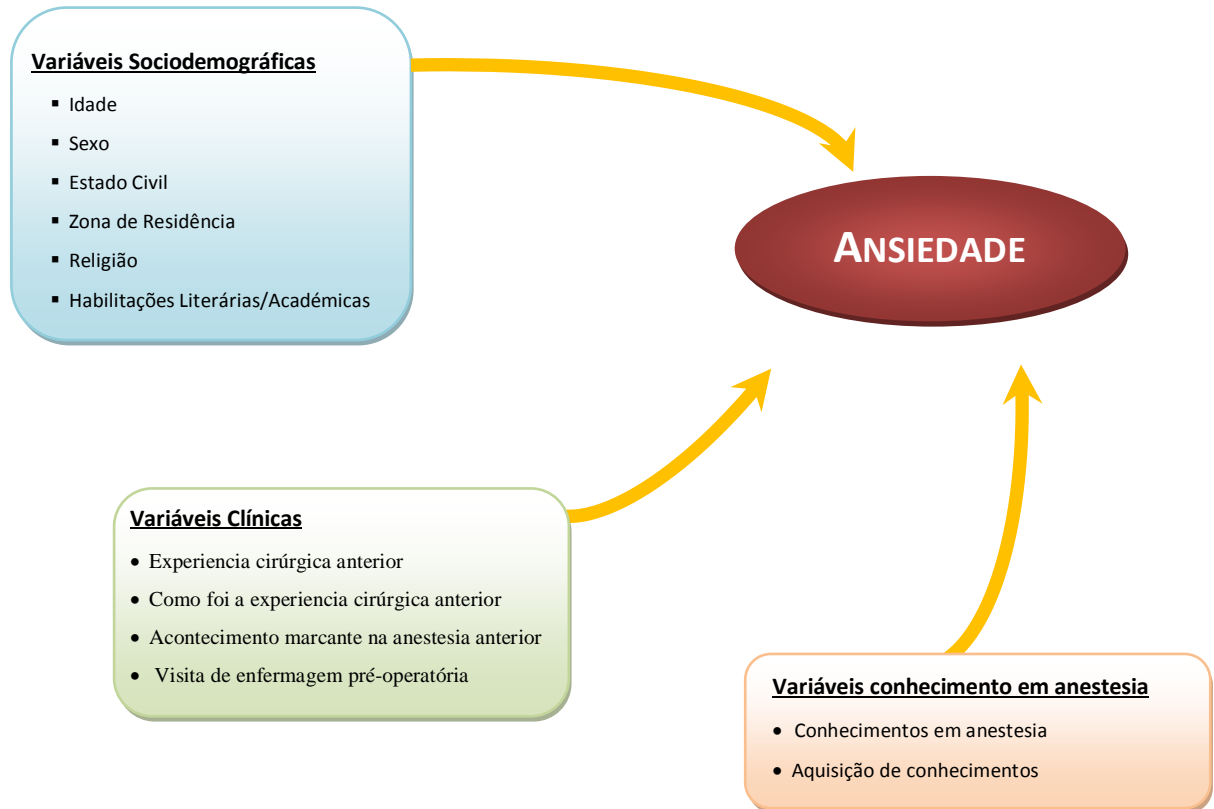 Variáveis Sociodemográficas
▪ Idade
▪ Sexo
▪ Estado Civil
▪ Zona de Residência
▪ Religião
▪ Habilitações Literárias/Académicas
ANSIEDADE
Variáveis Clínicas
• Experiencia cirúrgica anterior
• Como foi a experiencia cirúrgica anterior
• Acontecimento marcante na anestesia anterior
• Visita de enfermagem pré-operatória
Variáveis conhecimento em anestesia
• Conhecimentos em anestesia
• Aquisição de conhecimentos